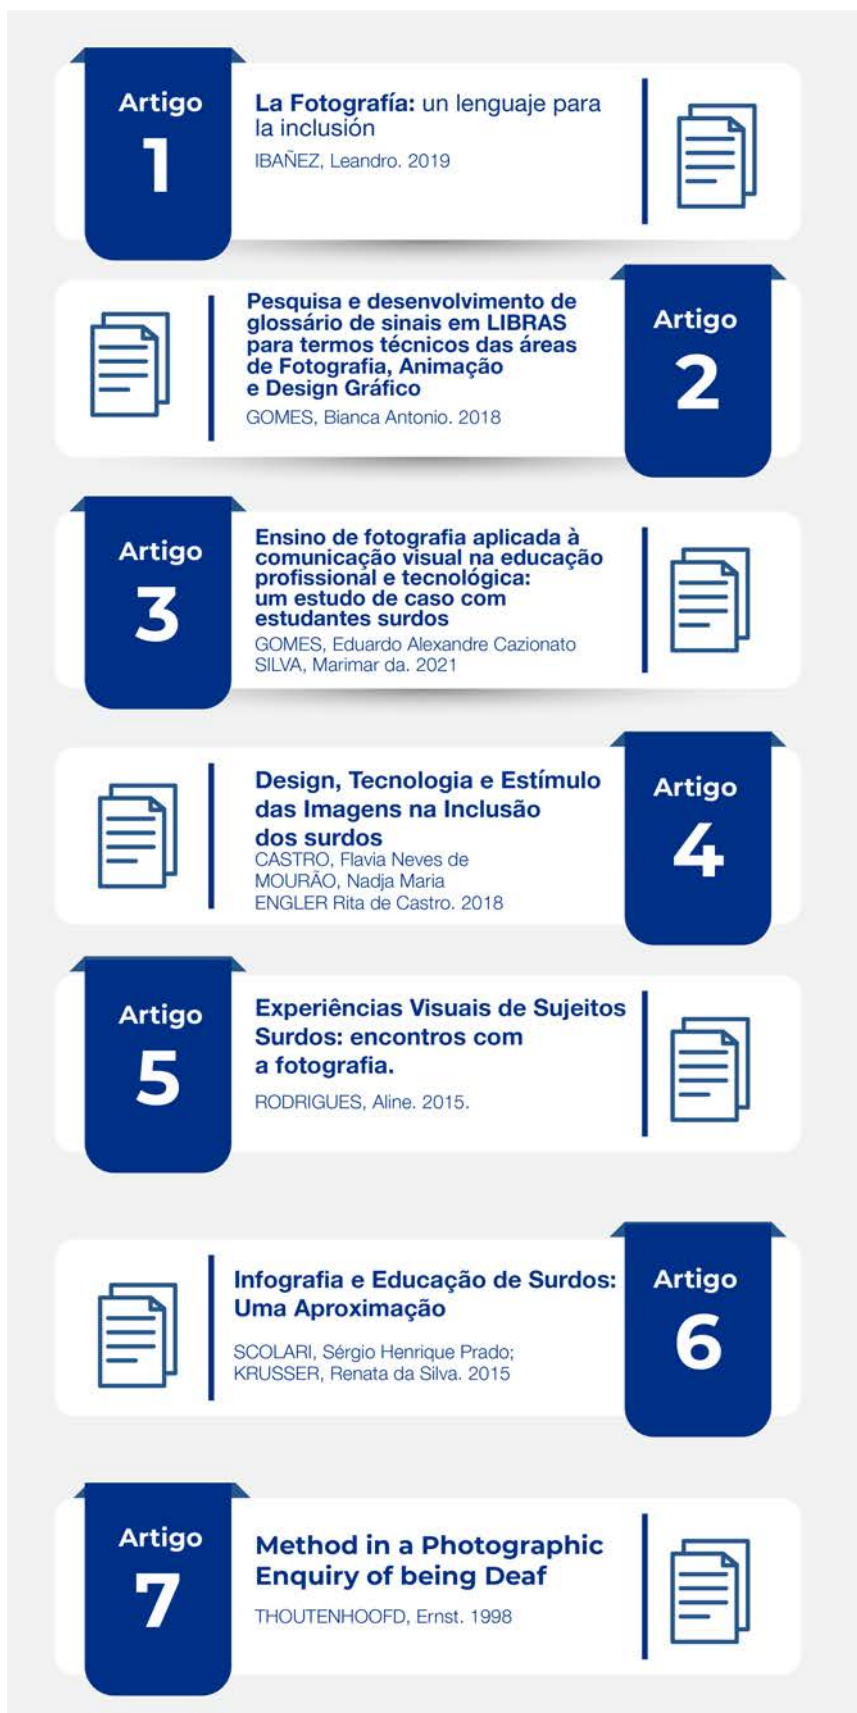 Artigo
1
La Fotografía: un lenguaje para
la inclusión
IBAÑEZ, Leandro. 2019
Pesquisa e desenvolvimento de
glossário de sinais em LIBRAS
para termos técnicos das áreas
de Fotografia, Animação
e Design Gráfico
GOMES, Bianca Antonio. 2018
Artigo
2
Artigo
3
Ensino de fotografia aplicada à
comunicação visual na educação
profissional e tecnológica:
um estudo de caso com
estudantes surdos
GOMES, Eduardo Alexandre Cazionato
SILVA, Marimar da. 2021
Design, Tecnologia e Estímulo
das Imagens na Inclusão
dos surdos
CASTRO, Flavia Neves de
MOURÃO, Nadja Maria
ENGLER Rita de Castro. 2018
Artigo
4
Artigo
5
Experiências Visuais de Sujeitos
Surdos: encontros com
a fotografia.
RODRIGUES, Aline. 2015.
Infografia e Educação de Surdos:
Uma Aproximação
SCOLARI, Sérgio Henrique Prado;
KRUSSER, Renata da Silva. 2015
Artigo
6
Artigo
7
Method in a Photographic
Enquiry of being Deaf
THOUTENHOOFD, Ernst. 1998